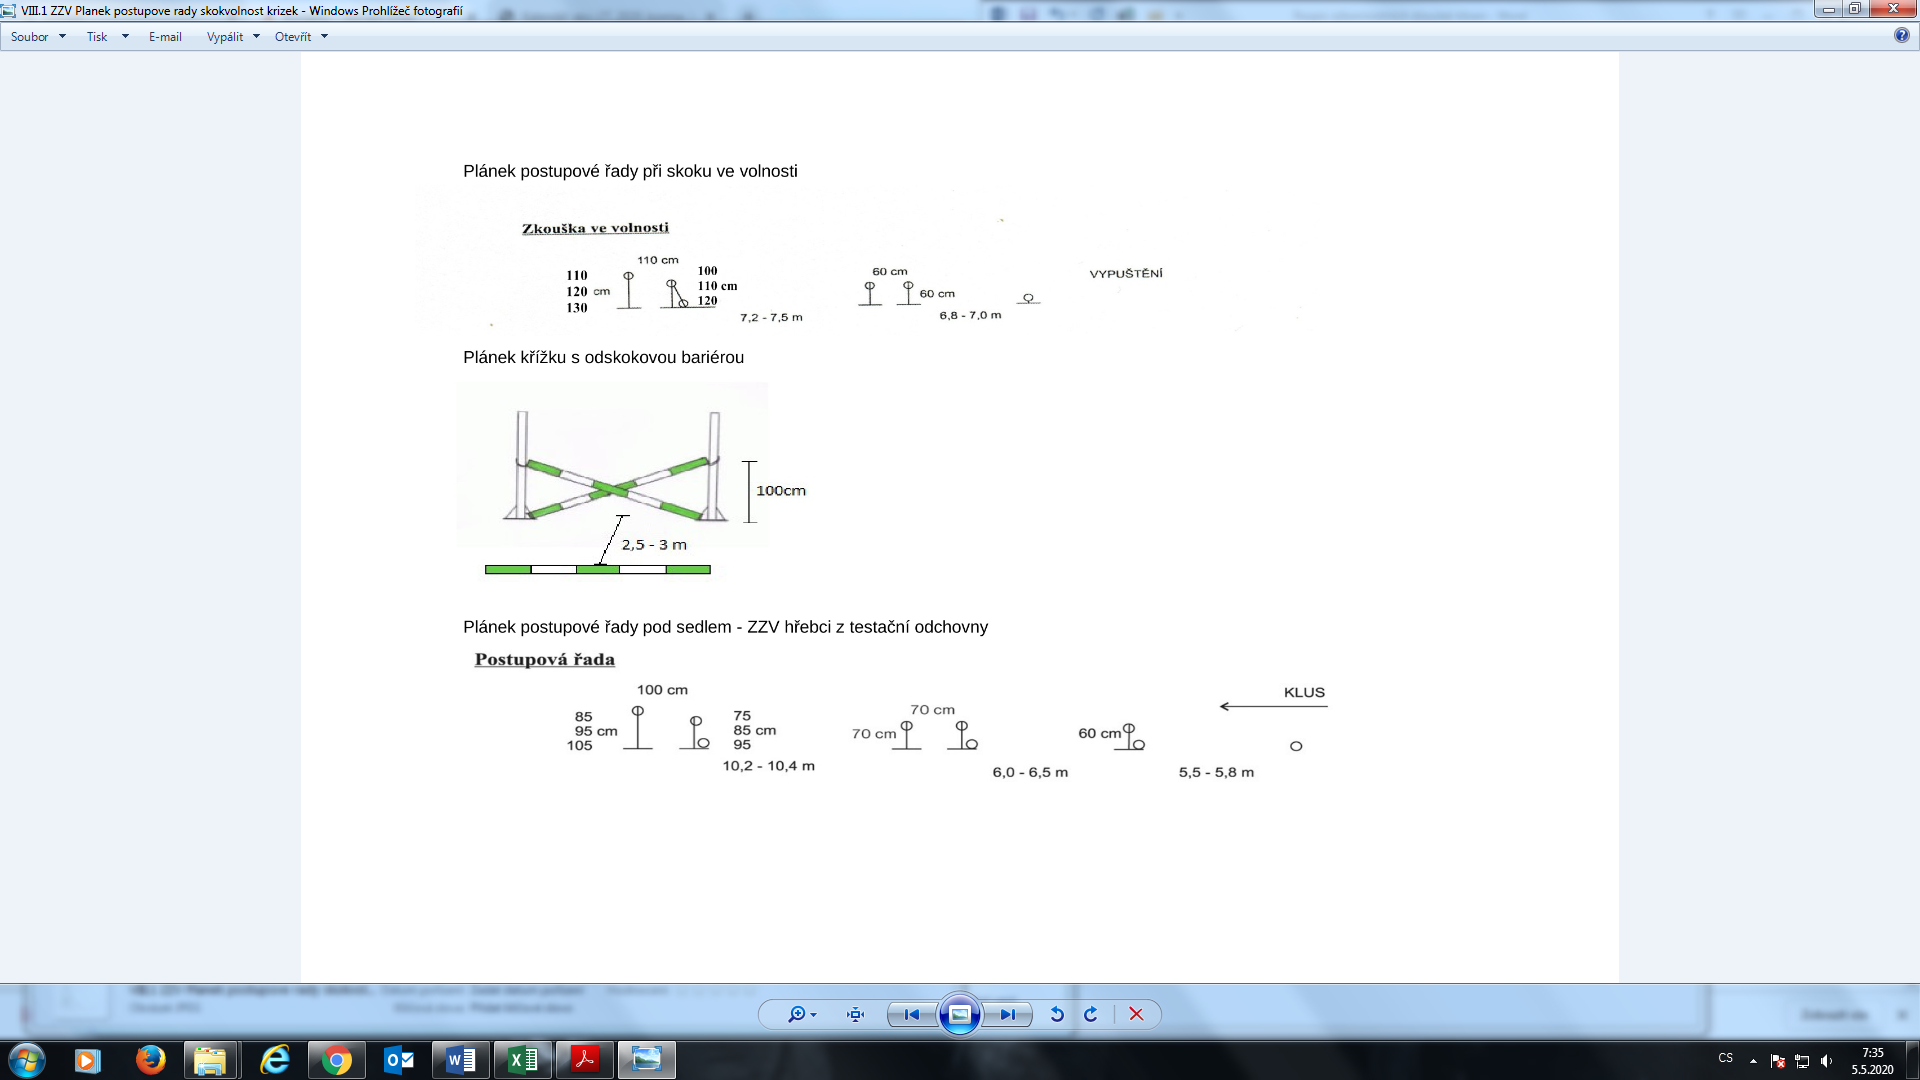 VIII.1 ZZV Planek postupove rady skokvolnost krizek - Windows Prohlížeč fotografií
Soubor Tisk E-mail Vypálit Otevřít
Plánek postupové řady při skoku ve volnosti
Zkouška ve volnosti
110 cm
110
120 cm
130
100
110 cm
120
7,2 - 7,5 m
60 cm
60 cm
6,8 - 7,0 m
VYPUŠTĚNÍ
Plánek křížku s odskokovou bariérou
100cm
2,5 - 3 m
Plánek postupové řady pod sedlem - ZZV hřebci z testační odchovny
Postupová řada
100 cm
85
95 cm
105
75
85 cm
95
10,2 - 10,4 m
70 cm
70 cm
6,0 - 6,5 m
60 cm
5,5 - 5,8 m
KLUS
CS
7:35
5.5.2020